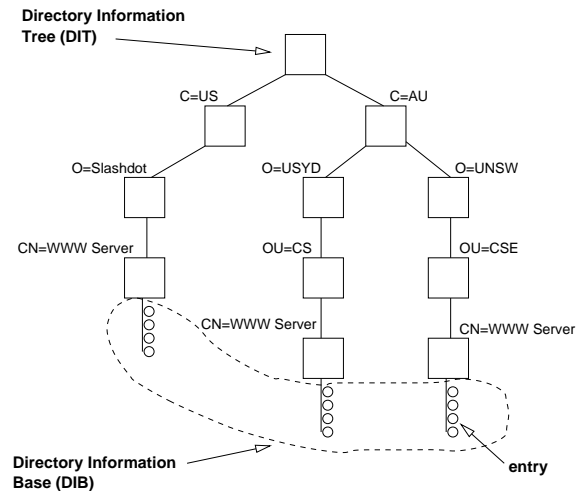 Directory Information
Tree (DIT)
C=US
C=AU
O=Slashdot
O=USYD
O=UNSW
CN=WWW Server
OU=CS
OU=CSE
CN=WWW Server
CN=WWW Server
Directory Information
Base (DIB)
entry